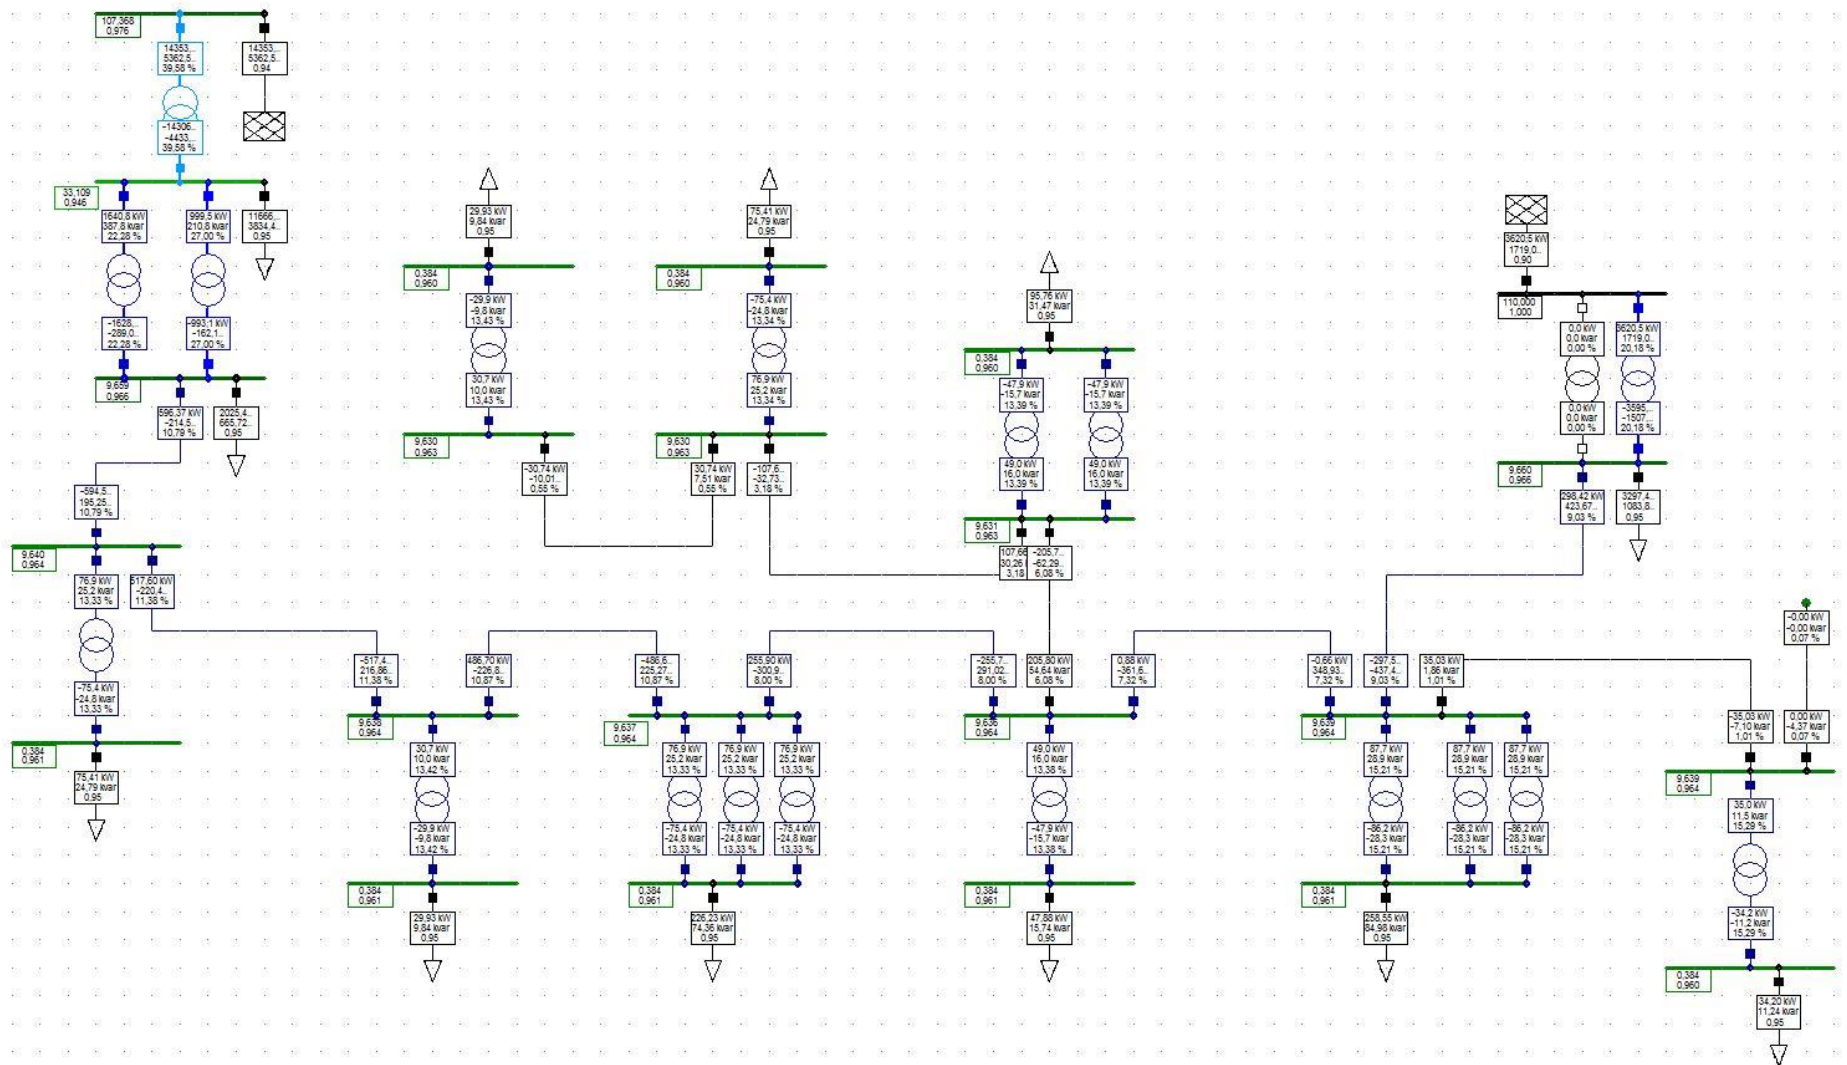 107,368
0,976
14353,..
5362,5..
39,58 %
14353,..
5362,5..
0,94
-14306..
-4433,..
39,58 %
33,109
0,946
1640,8 kW
387,8 kvar
22,28 %
999,5 kW
210,8 kvar
27,00 %
11666,..
3834,4..
0,95
-1628,..
-289,0..
22,28 %
-993,1 kW
-162,1..
27,00 %
9,659
0,966
596,37 kW
-214,5..
10,79 %
2025,4..
665,72..
0,95
-594,5..
195,25..
10,79 %
9,640
0,964
76,9 kW
25,2 kvar
13,33 %
517,60 kW
-220,4..
11,38 %
-75,4 kW
-24,8 kvar
13,33 %
0,384
0,961
75,41 kW
24,79 kvar
0,95
29,93 kW
9,84 kvar
0,95
0,384
0,960
-29,9 kW
-9,8 kvar
13,43 %
30,7 kW
10,0 kvar
13,43 %
9,630
0,963
-30,74 kW
-10,01..
0,55 %
75,41 kW
24,79 kvar
0,95
0,384
0,960
-75,4 kW
-24,8 kvar
13,34 %
76,9 kW
25,2 kvar
13,34 %
9,630
0,963
30,74 kW
7,51 kvar
0,55 %
-107,6..
-32,73..
3,18 %
95,76 kW
31,47 kvar
0,95
0,384
0,960
-47,9 kW
-15,7 kvar
13,39 %
-47,9 kW
-15,7 kvar
13,39 %
49,0 kW
16,0 kvar
13,39 %
49,0 kW
16,0 kvar
13,39 %
9,631
0,963
107,66
30,26
3,18
-205,7..
-62,29..
6,08 %
3620,5 kW
1719,0..
0,90
110,000
1,000
0,0 kW
0,0 kvar
0,00 %
3620,5 kW
1719,0..
20,18 %
0,0 kW
0,0 kvar
0,00 %
-3595,..
-1507,..
20,18 %
9,660
0,966
298,42 kW
423,67..
9,03 %
3297,4..
1083,8..
0,95
-517,4..
216,86..
11,38 %
486,70 kW
-226,8..
10,87 %
9,638
0,964
30,7 kW
10,0 kvar
13,42 %
-29,9 kW
-9,8 kvar
13,42 %
0,384
0,961
29,93 kW
9,84 kvar
0,95
-486,6..
225,27..
10,87 %
255,90 kW
-300,9..
8,00 %
9,637
0,964
76,9 kW
25,2 kvar
13,33 %
76,9 kW
25,2 kvar
13,33 %
76,9 kW
25,2 kvar
13,33 %
-75,4 kW
-24,8 kvar
13,33 %
-75,4 kW
-24,8 kvar
13,33 %
-75,4 kW
-24,8 kvar
13,33 %
0,384
0,961
226,23 kW
74,36 kvar
0,95
-255,7..
291,02..
8,00 %
205,80 kW
54,64 kvar
6,08 %
0,88 kW
-361,6..
7,32 %
9,636
0,964
49,0 kW
16,0 kvar
13,38 %
-47,9 kW
-15,7 kvar
13,38 %
0,384
0,961
47,88 kW
15,74 kvar
0,95
-0,66 kW
348,93..
7,32 %
-297,5..
-437,4..
9,03 %
35,03 kW
1,86 kvar
1,01 %
9,639
0,964
87,7 kW
28,9 kvar
15,21 %
87,7 kW
28,9 kvar
15,21 %
87,7 kW
28,9 kvar
15,21 %
-86,2 kW
-28,3 kvar
15,21 %
-86,2 kW
-28,3 kvar
15,21 %
-86,2 kW
-28,3 kvar
15,21 %
0,384
0,961
258,55 kW
84,98 kvar
0,95
-0,00 kW
-0,00 kvar
0,07 %
-35,03 kW
-7,10 kvar
1,01 %
0,00 kW
-4,37 kvar
0,07 %
9,639
0,964
35,0 kW
11,5 kvar
15,29 %
-34,2 kW
-11,2 kvar
15,29 %
0,384
0,960
34,20 kW
11,24 kvar
0,95